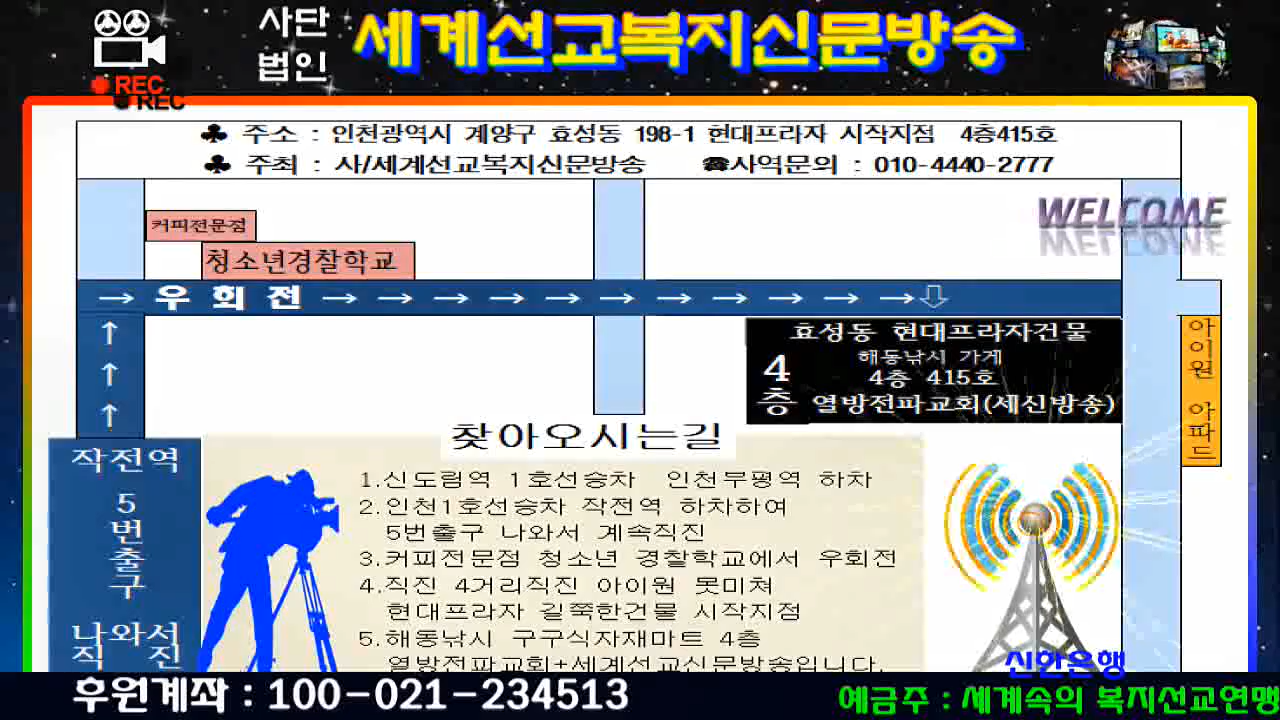 사단
법인
세계선교복지신문방송
REC
REC
♣ 주소 : 인천광역시 계양구 효성동 198-1 현대프라자 시작지점 4층415호
♣ 주최 : 사/세계선교복지신문방송 ☎사역문의 : 010-4440-2777
WELCOME
커피전문점
청소년경찰학교
→ 우 회 전 → → → → → → → → → → → ⇩
↑
↑
↑
효성동 현대프라자건물
해동낚시 가게
4층 415호
4
층
열방전파교회(세신방송)
아이원 아파드
찾아오시는길
작전역
5
번
출
구
나와서
직 진
1.신도림역 1호선승차 인천부평역 하차
2.인천1호선승차 작전역 하차하여
5번출구 나와서 계속직진
3.커피전문점 청소년 경찰학교에서 우회전
4.직진 4거리직진 아이원 못미쳐
현대프라자 길쭉한건물 시작지점
5.해동낚시 구구식자재마트 4층
열방전파교회+세계선교신문방송입니다.
신한은행
후원계좌 : 100-021-234513
예금주 : 세계속의 복지선교연맹